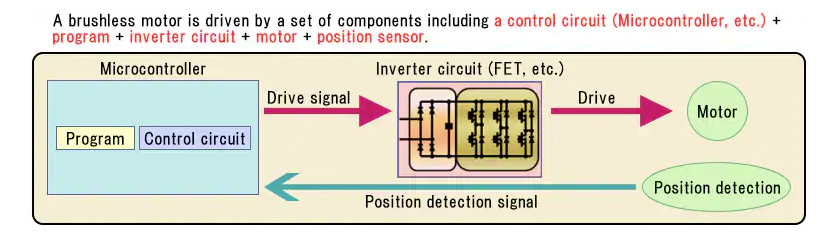 A brushless motor is driven by a set of components including a control circuit (Microcontroller, etc.) +
program + inverter circuit + motor + position sensor.
Microcontroller
Inverter circuit (FET, etc.)
Drive signal
Drive
Motor
Program
Control circuit
Position detection
Position detection signal